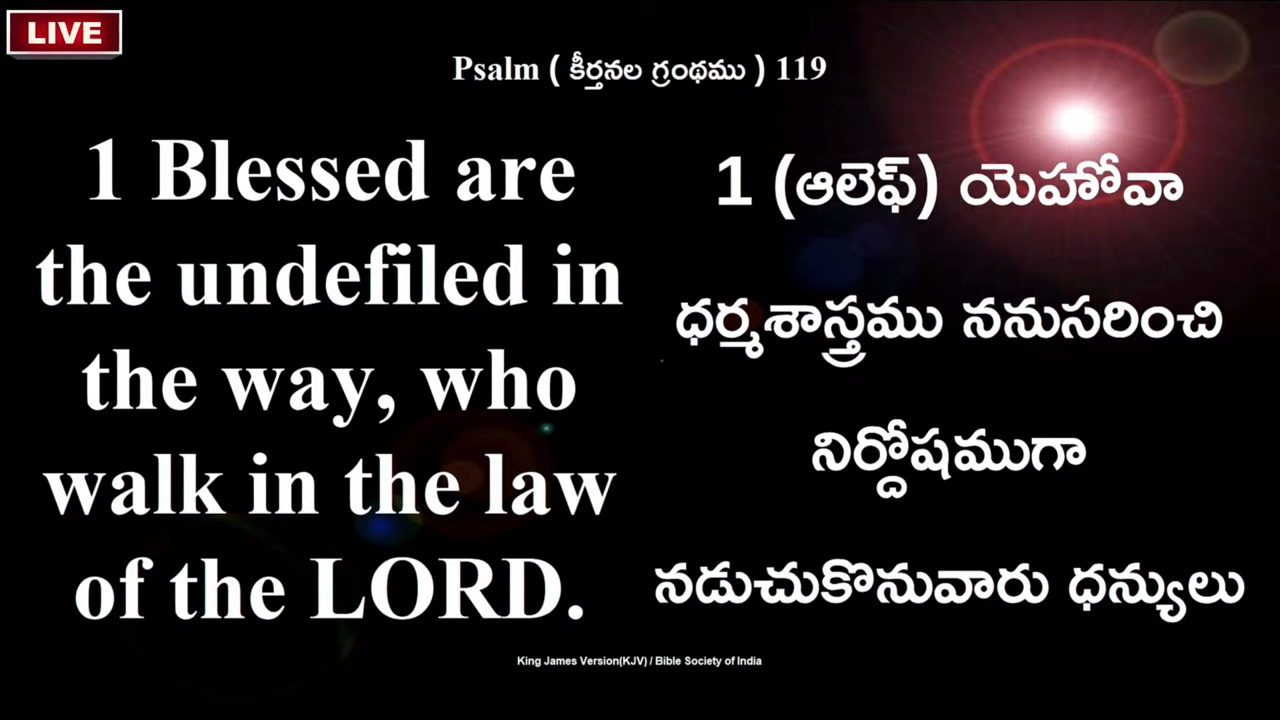 LIVE
Psalm ( కీర్తనల గ్రంథము ) 119
1 Blessed are
the undefiled in
the way, who
walk in the law
of the LORD.
1 (ఆలెఫ్) యెహోవా
ధర్మశాస్త్రము ననుసరించి
నిర్దోషముగా
నడుచుకొనువారు ధన్యులు
King James Version(KJV) / Bible Society of India